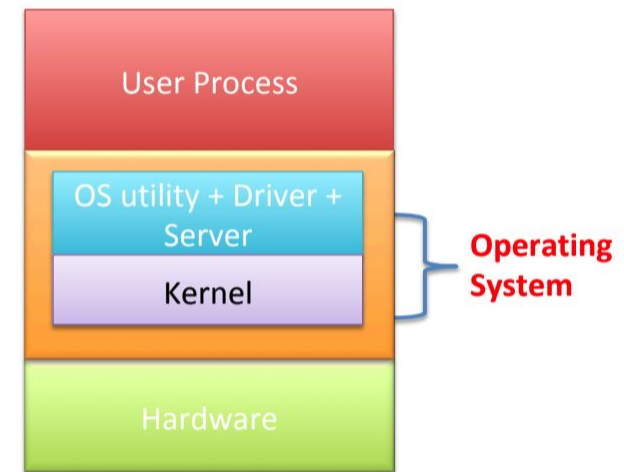 User Process
OS utility + Driver +
Server
Kernel
Operating
System
Hardware